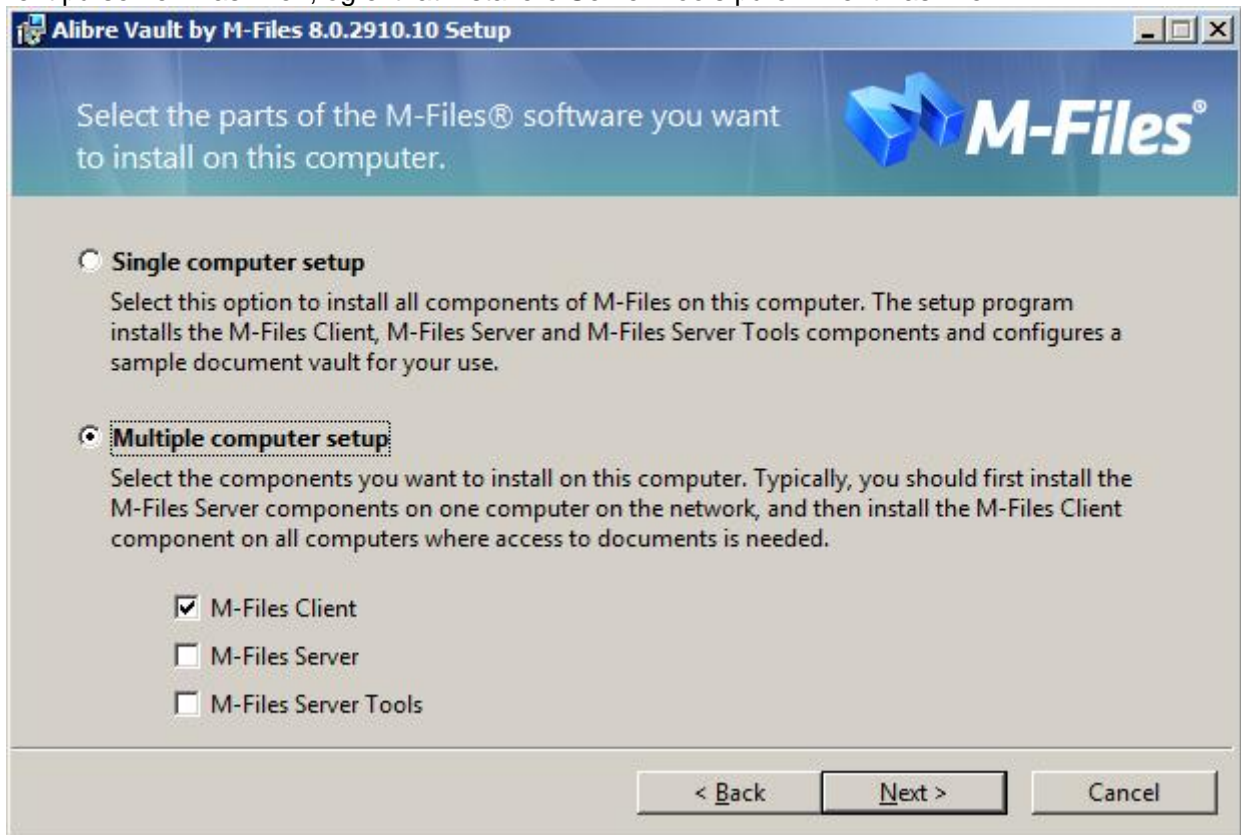 Alibre Vault by M-Files 8.0.2910.10 Setup
Select the parts of the M-Files® software you want
to install on this computer.
M-Files®
Single computer setup
Select this option to install all components of M-Files on this computer. The setup program
installs the M-Files Client, M-Files Server and M-Files Server Tools components and configures a
sample document vault for your use.
Multiple computer setup
Select the components you want to install on this computer. Typically, you should first install the
M-Files Server components on one computer on the network, and then install the M-Files Client
component on all computers where access to documents is needed.
M-Files Client
M-Files Server
M-Files Server Tools
< Back
Next >
Cancel